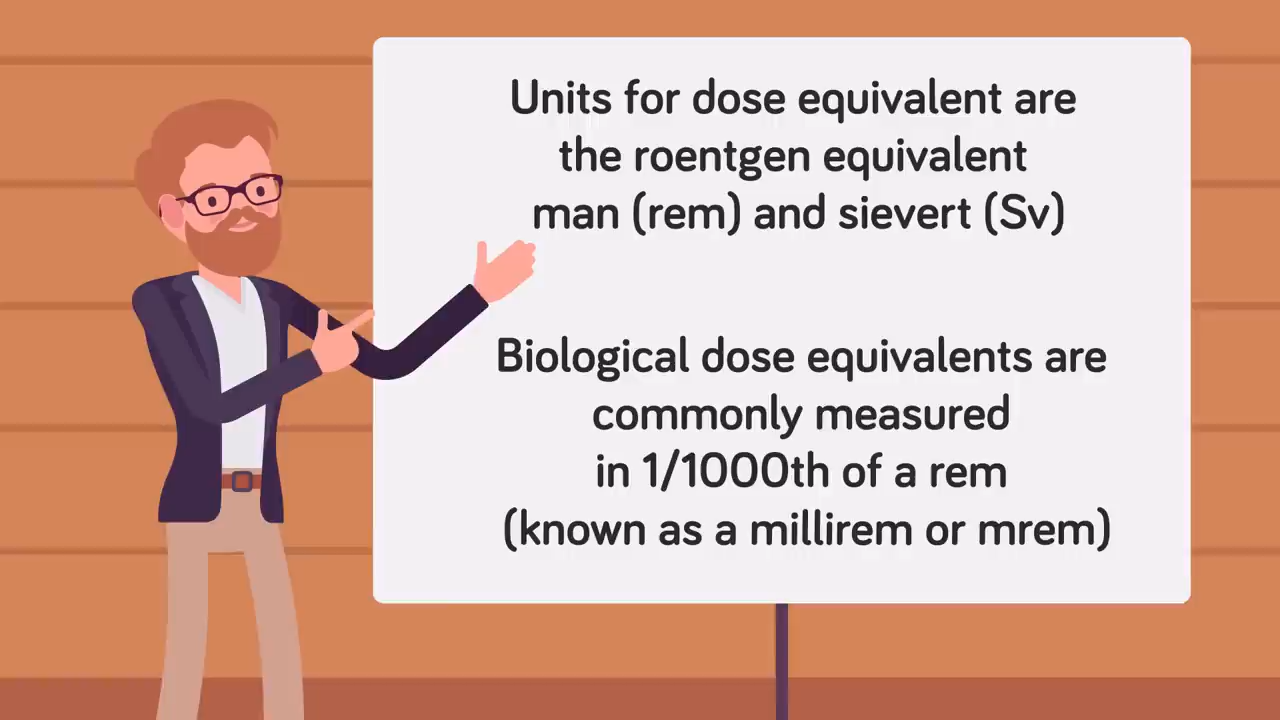 Units for dose equivalent are
the roentgen equivalent
man (rem) and sievert (Sv)
Biological dose equivalents are
commonly measured
in 1/1000th of a rem
(known as a millirem or mrem)